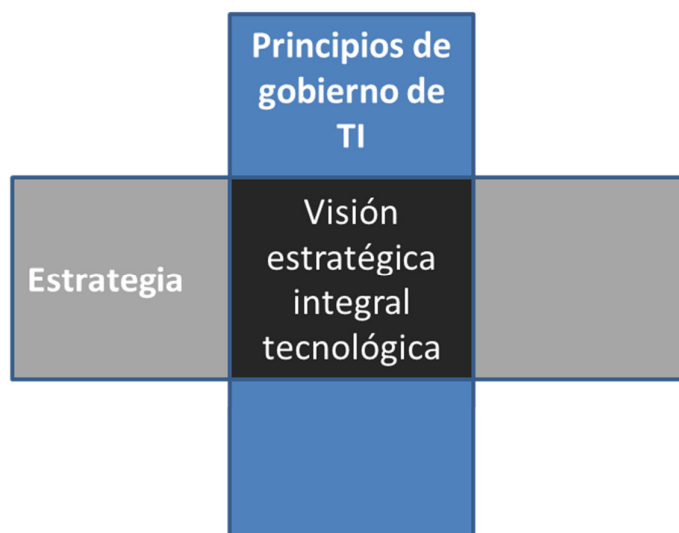 Principios de
gobierno de
TI
Visión
estratégica
integral
tecnológica
Estrategia